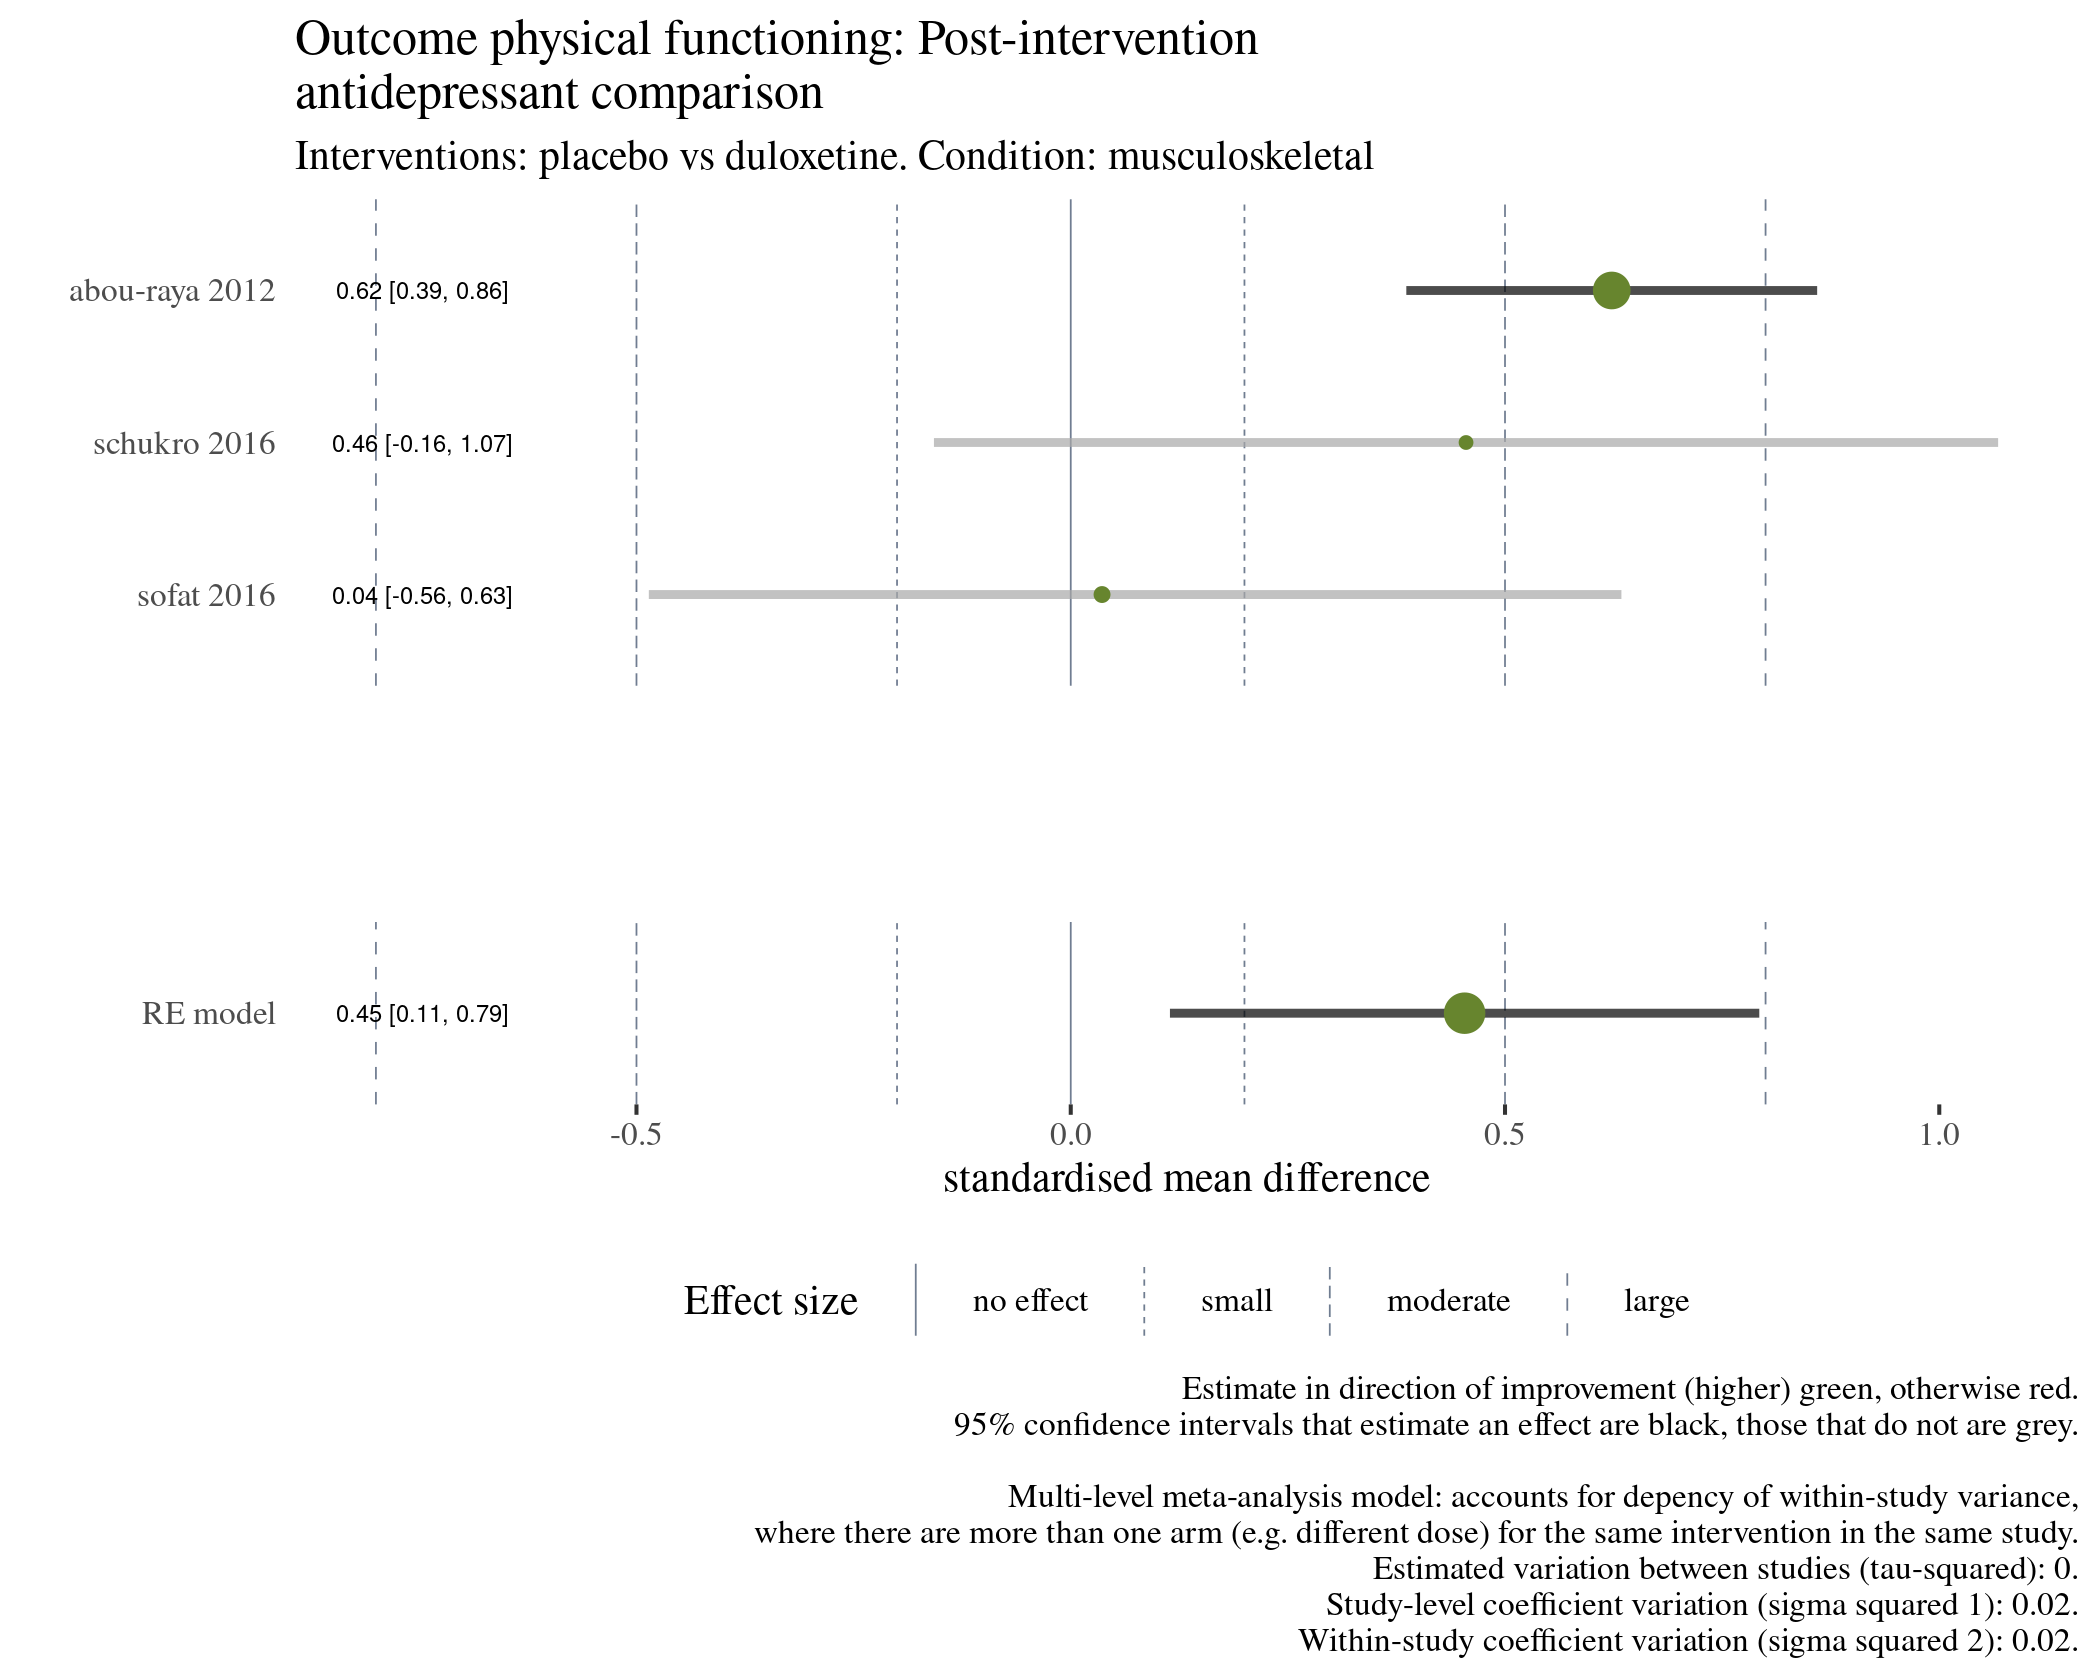 Outcome physical functioning: Post-intervention
antidepressant comparison
Interventions: placebo vs duloxetine. Condition: musculoskeletal
abou-raya 2012 0.62 [0.39, 0.86]
schukro 2016 0.46 [-0.16, 1.07]
sofat 2016 0.04 [-0.56, 0.63]
RE model 0.45 [0.11, 0.79]
-0.5 0.0 0.5 1.0
standardised mean difference
Effect size no effect small moderate large
Estimate in direction of improvement (higher) green, otherwise red.
95% confidence intervals that estimate an effect are black, those that do not are grey.
Multi-level meta-analysis model: accounts for depency of within-study variance,
where there are more than one arm (e.g. different dose) for the same intervention in the same study.
Estimated variation between studies (tau-squared): 0.
Study-level coefficient variation (sigma squared 1): 0.02.
Within-study coefficient variation (sigma squared 2): 0.02.